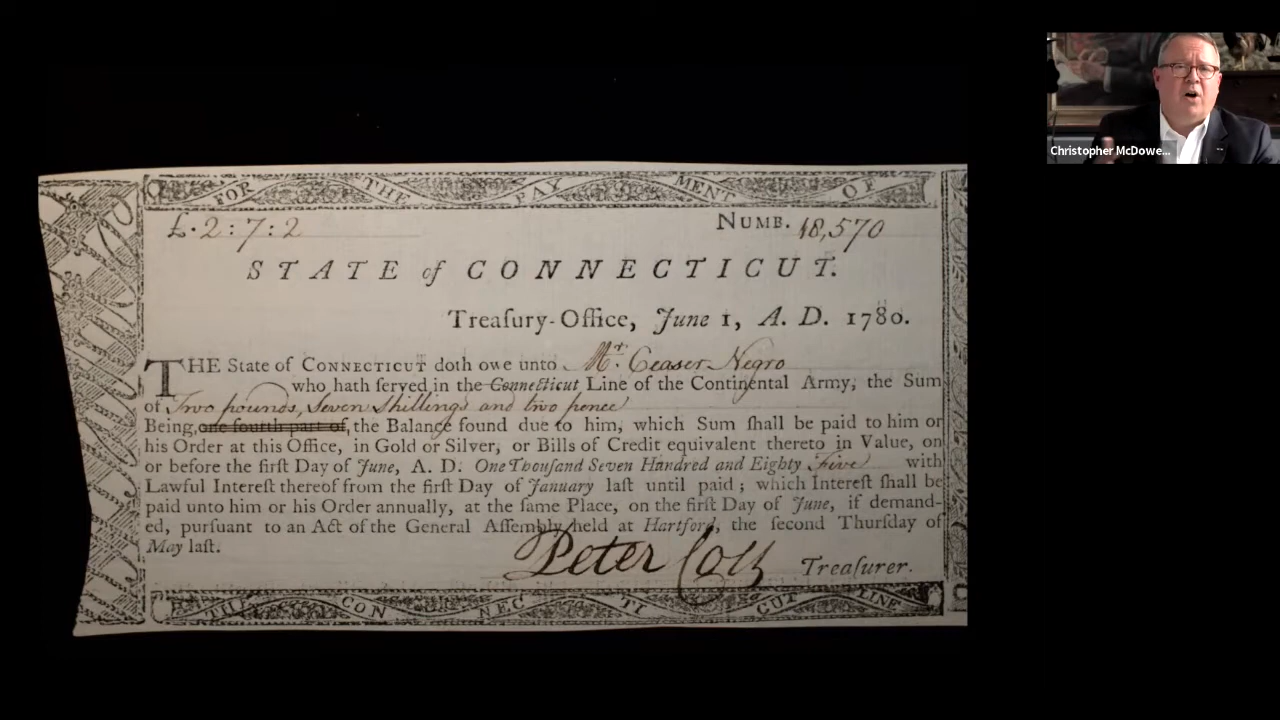 FOR THE PAY MENT OF
£.2:7:2 NUMB. 18,570
STATE of CONNECTICUT.
Treaſury-Office, June 1, A. D. 1780.
THE State of CONNECTICUT doth owe unto Mr. Ceaser Negro
who hath ſerved in the Connecticut Line of the Continental Army, the Sum
of Two pounds, Seven Shillings and two pence
Being, one fourth part of, the Balance found due to him, which Sum ſhall be paid to him or
his Order at this Office, in Gold or Silver, or Bills of Credit equivalent thereto in Value, on
or before the firſt Day of June, A. D. One Thouſand Seven Hundred and Eighty Five with
Lawful Intereſt thereof from the firſt Day of January laſt until paid; which Intereſt ſhall be
paid unto him or his Order annually, at the ſame Place, on the firſt Day of June, if demand-
ed, purſuant to an Act of the General Aſſembly held at Hartford, the ſecond Thurſday of
May laſt.
Peter Colt Treaſurer.
THE CON NEC TI CUT LINE
Christopher McDowe...